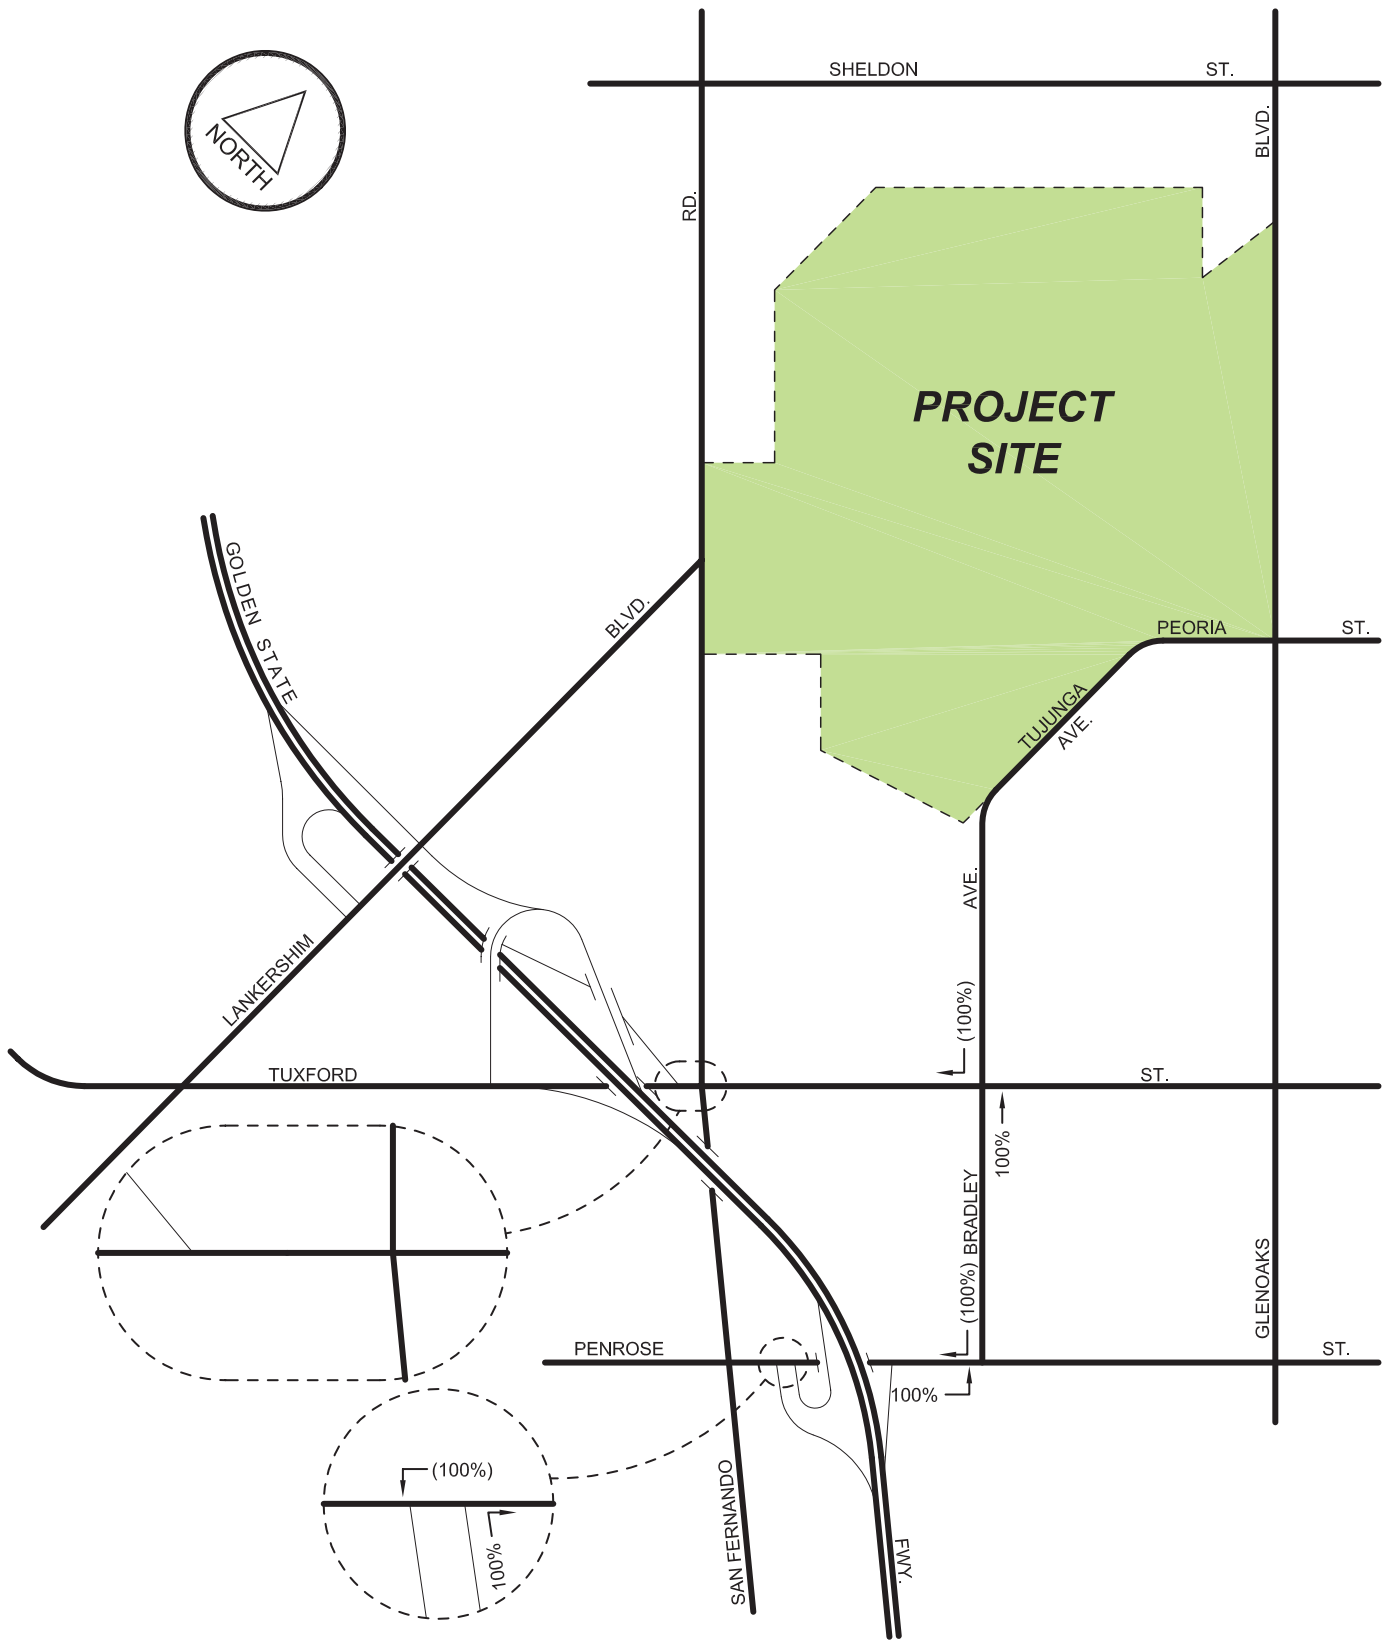 SHELDON ST.
NORTH
BLVD.
RD.
PROJECT
SITE
GOLDEN STATE
BLVD.
PEORIA ST.
TUJUNGA
AVE.
AVE.
LANKERSHIM
(100%)
TUXFORD ST.
100%
(100%) BRADLEY
GLENOAKS
PENROSE ST.
100%
(100%)
100%
SAN FERNANDO
FWY.